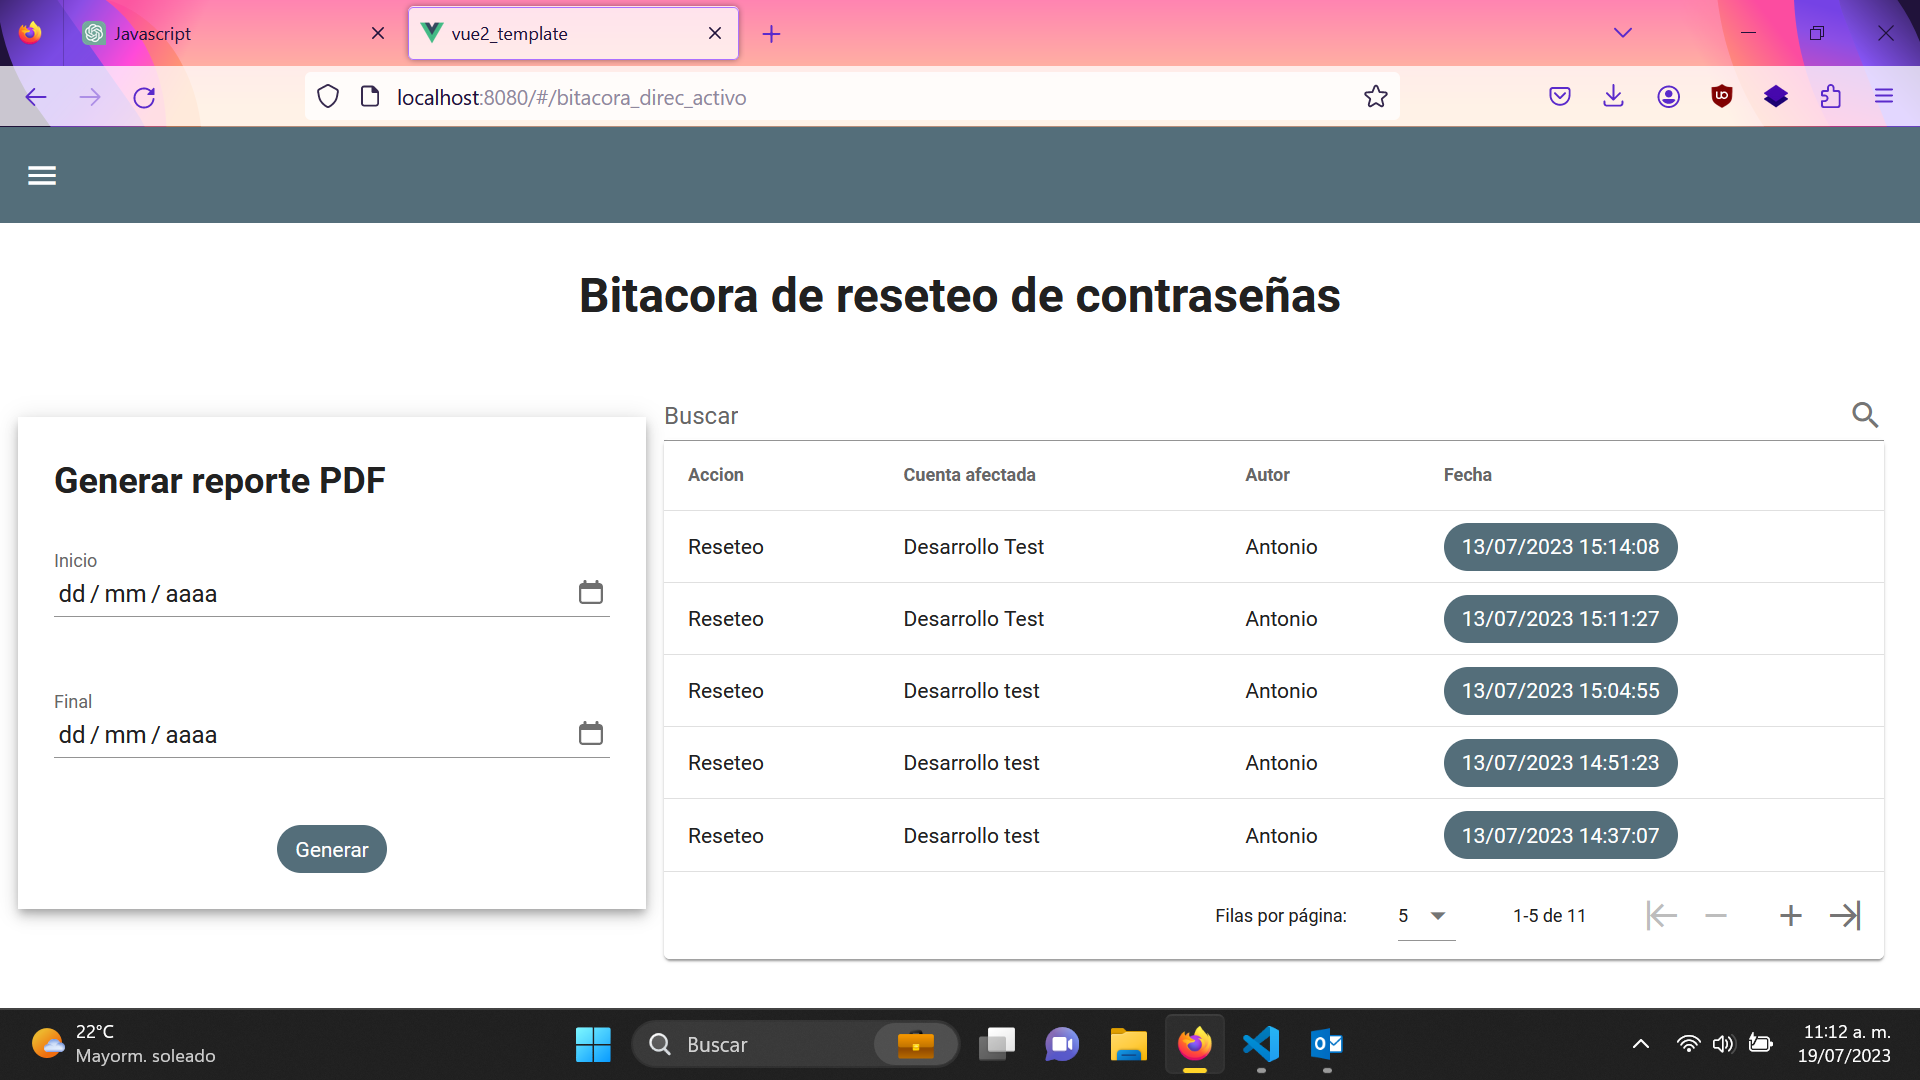 Javascript
vue2_template
localhost:8080/#/bitacora_direc_activo
Bitacora de reseteo de contraseñas
Generar reporte PDF
Inicio
dd / mm / aaaa
Final
dd / mm / aaaa
Generar
Buscar
Accion Cuenta afectada Autor Fecha
Reseteo Desarrollo Test Antonio 13/07/2023 15:14:08
Reseteo Desarrollo Test Antonio 13/07/2023 15:11:27
Reseteo Desarrollo test Antonio 13/07/2023 15:04:55
Reseteo Desarrollo test Antonio 13/07/2023 14:51:23
Reseteo Desarrollo test Antonio 13/07/2023 14:37:07
Filas por página: 5 1-5 de 11
22°C
Mayorm. soleado
Buscar
11:12 a. m.
19/07/2023